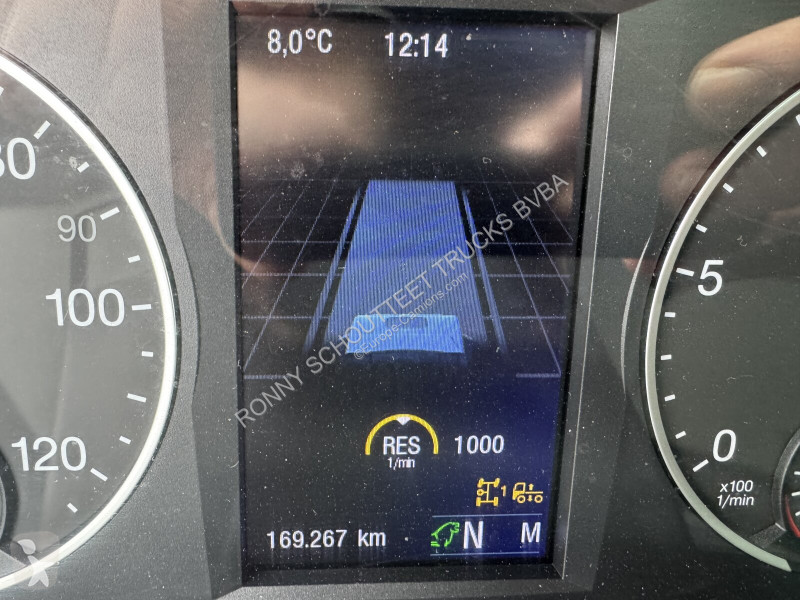 8,0°C 12:14
80
90
100
120
5
0
x100
1/min
RONNY SCHOUTTEET TRUCKS BVBA
©Europe-Camions.com
RES 1000
1/min
1
169.267 km · N M